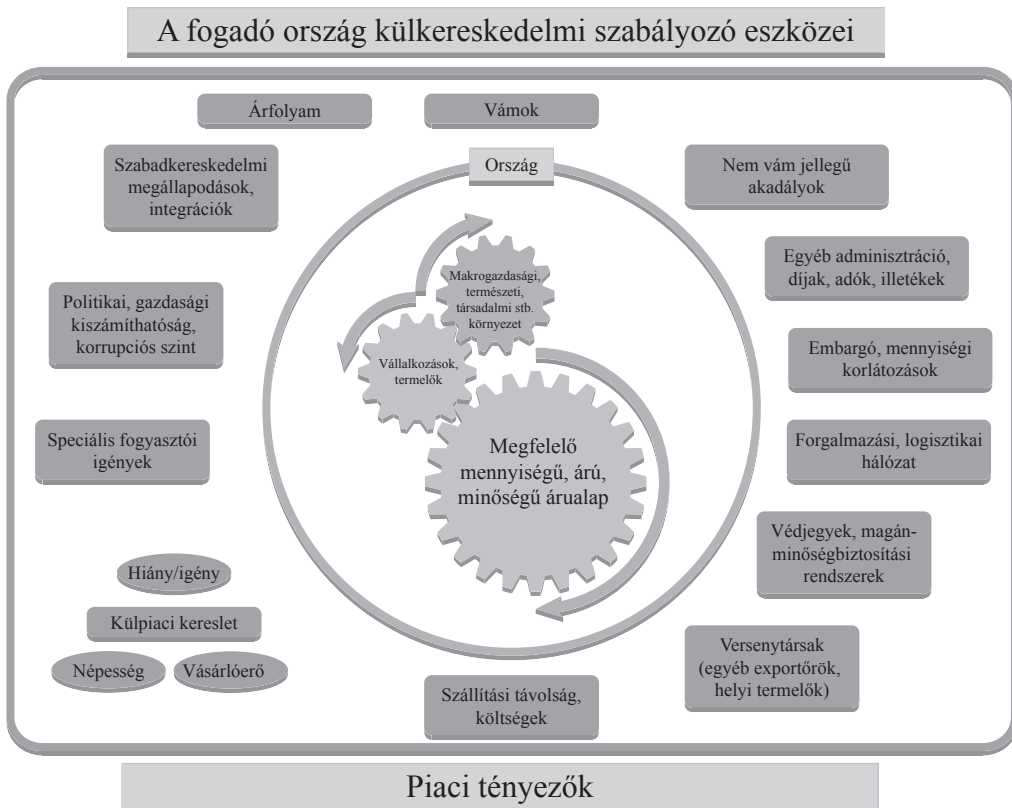 A fogadó ország külkereskedelmi szabályozó eszközei
Árfolyam
Vámok
Szabadkereskedelmi
megállapodások,
integrációk
Ország
Nem vám jellegű
akadályok
Makrogazdasági,
természeti,
társadalmi stb.
környezet
Egyéb adminisztráció,
díjak, adók, illetékek
Politikai, gazdasági
kiszámíthatóság,
korrupciós szint
Vállalkozások,
termelők
Embargó, mennyiségi
korlátozások
Speciális fogyasztói
igények
Megfelelő
mennyiségű, árú,
minőségű árualap
Forgalmazási, logisztikai
hálózat
Védjegyek, magán-
minőségbiztosítási
rendszerek
Hiány/igény
Külpiaci kereslet
Népesség
Vásárlóerő
Versenytársak
(egyéb exportőrök,
helyi termelők)
Szállítási távolság,
költségek
Piaci tényezők